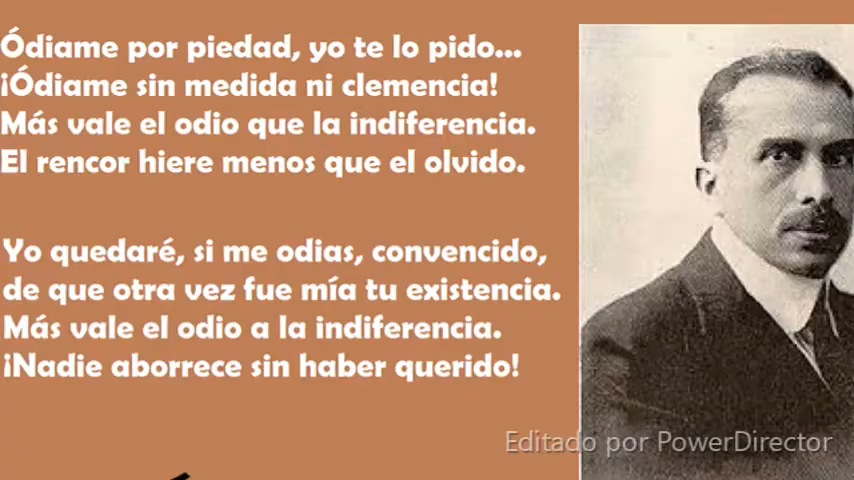 Ódiame por piedad, yo te lo pido...
¡Ódiame sin medida ni clemencia!
Más vale el odio que la indiferencia.
El rencor hiere menos que el olvido.
Yo quedaré, si me odias, convencido,
de que otra vez fue mía tu existencia.
Más vale el odio a la indiferencia.
¡Nadie aborrece sin haber querido!
Editado por PowerDirector